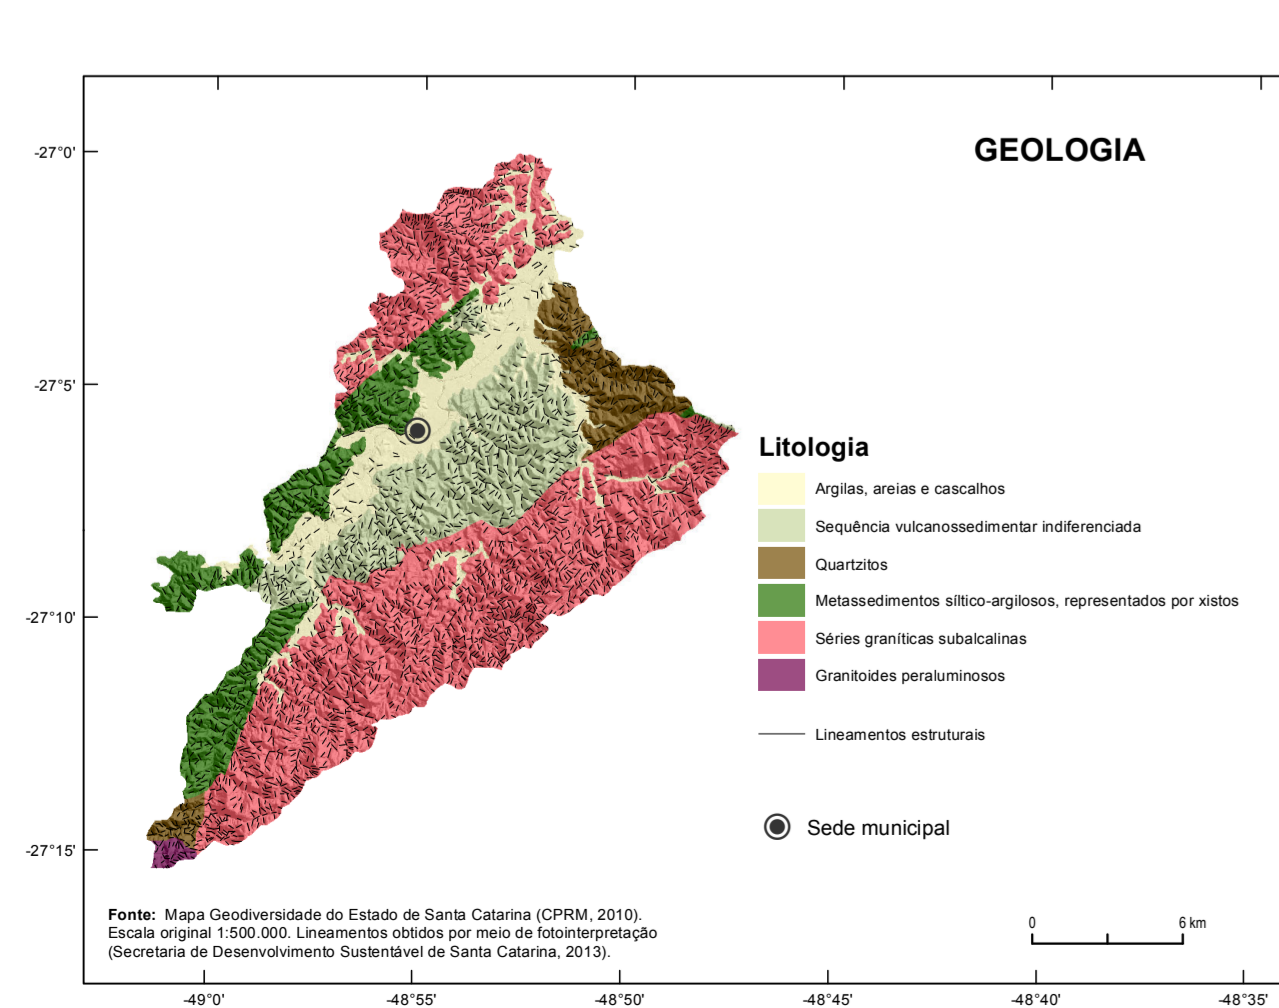 GEOLOGIA
-27°0'
-27°5'
-27°10'
-27°15'
Litologia
Argilas, areias e cascalhos
Sequência vulcanossedimentar indiferenciada
Quartzitos
Metassedimentos síltico-argilosos, representados por xistos
Séries graníticas subalcalinas
Granitoides peraluminosos
Lineamentos estruturais
Sede municipal
Fonte: Mapa Geodiversidade do Estado de Santa Catarina (CPRM, 2010).
Escala original 1:500.000. Lineamentos obtidos por meio de fotointerpretação
(Secretaria de Desenvolvimento Sustentável de Santa Catarina, 2013).
0 6 km
-49°0' -48°55' -48°50' -48°45' -48°40' -48°35'